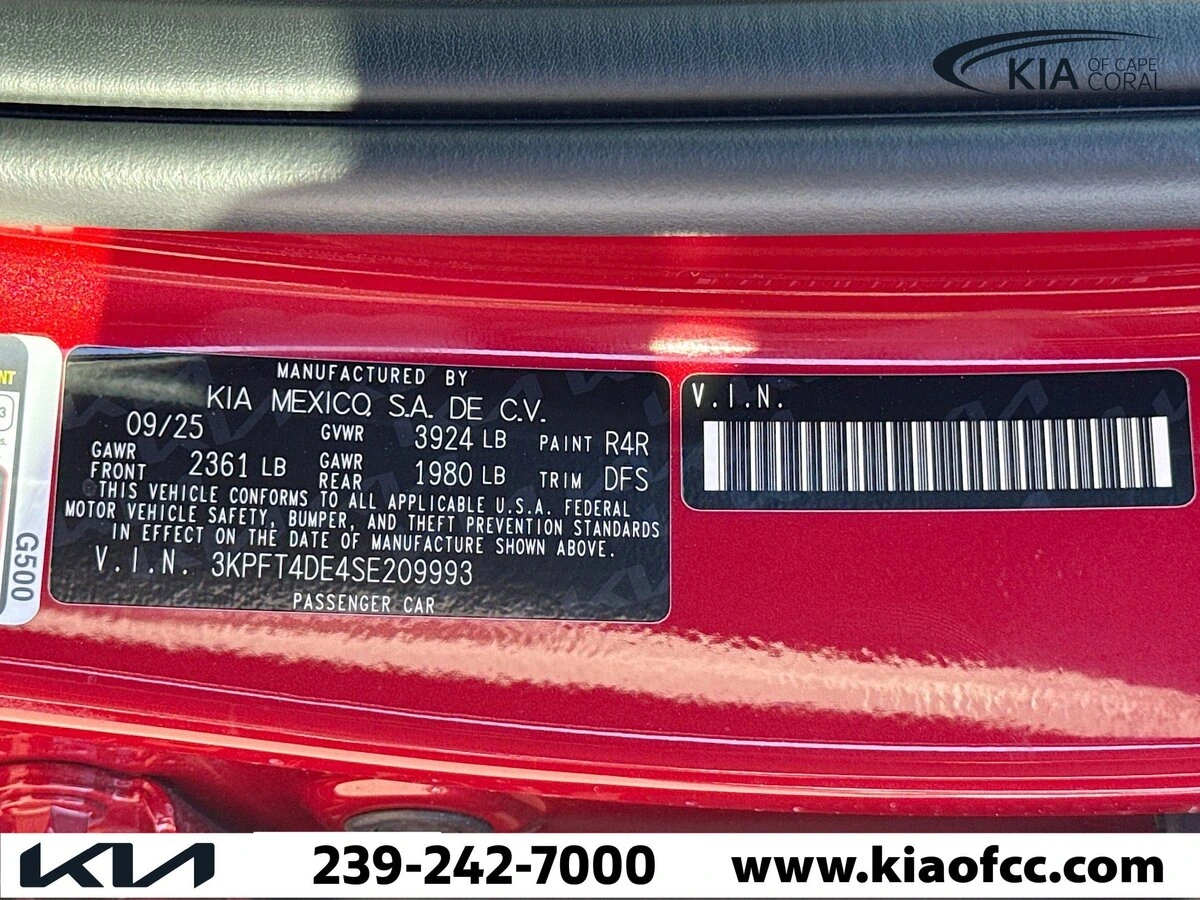 KIA OF CAPE CORAL
MANUFACTURED BY
KIA MEXICO, S.A. DE C.V.
09/25 GVWR 3924 LB PAINT R4R
GAWR FRONT 2361 LB GAWR REAR 1980 LB TRIM DFS
THIS VEHICLE CONFORMS TO ALL APPLICABLE U.S.A. FEDERAL
MOTOR VEHICLE SAFETY, BUMPER, AND THEFT PREVENTION STANDARDS
IN EFFECT ON THE DATE OF MANUFACTURE SHOWN ABOVE.
V.I.N. 3KPFT4DE4SE209993
PASSENGER CAR
V.I.N.
G500
KIA 239-242-7000 www.kiaofcc.com